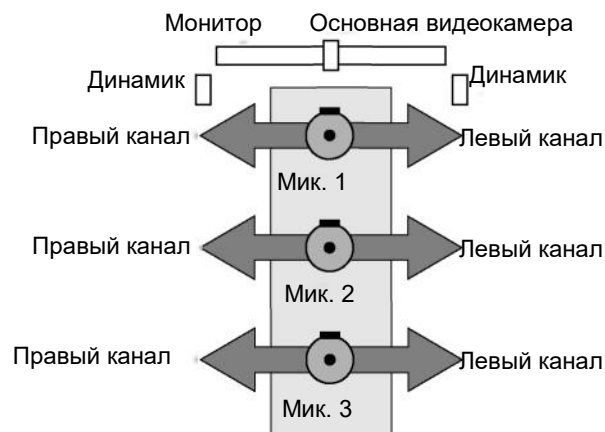 Монитор Основная видеокамера
Динамик Динамик
Правый канал Левый канал
Мик. 1
Правый канал Левый канал
Мик. 2
Правый канал Левый канал
Мик. 3